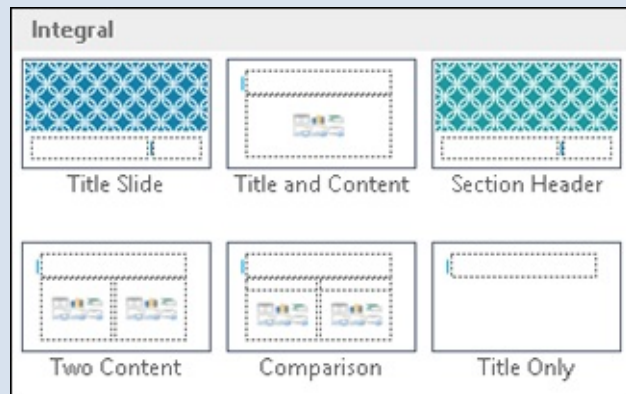 Integral
Title Slide
Title and Content
Section Header
Two Content
Comparison
Title Only